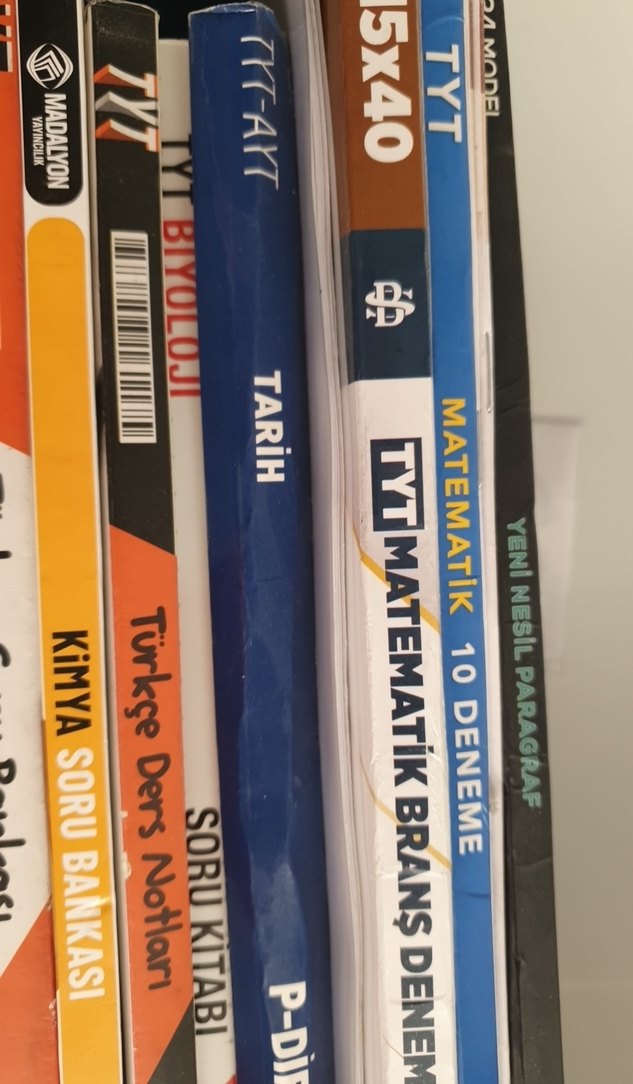 MADALYON
YAYINCILIK
KİMYA SORU BANKASI
TYT
Türkçe Ders Notları
TYT BİYOLOJİ
SORU KİTABI
TYT-AYT
TARİH
15x40
TYT MATEMATİK BRANŞ
TYT
MATEMATİK 10 DENEME
MODEL
YENİ NESİL PARAGRAF